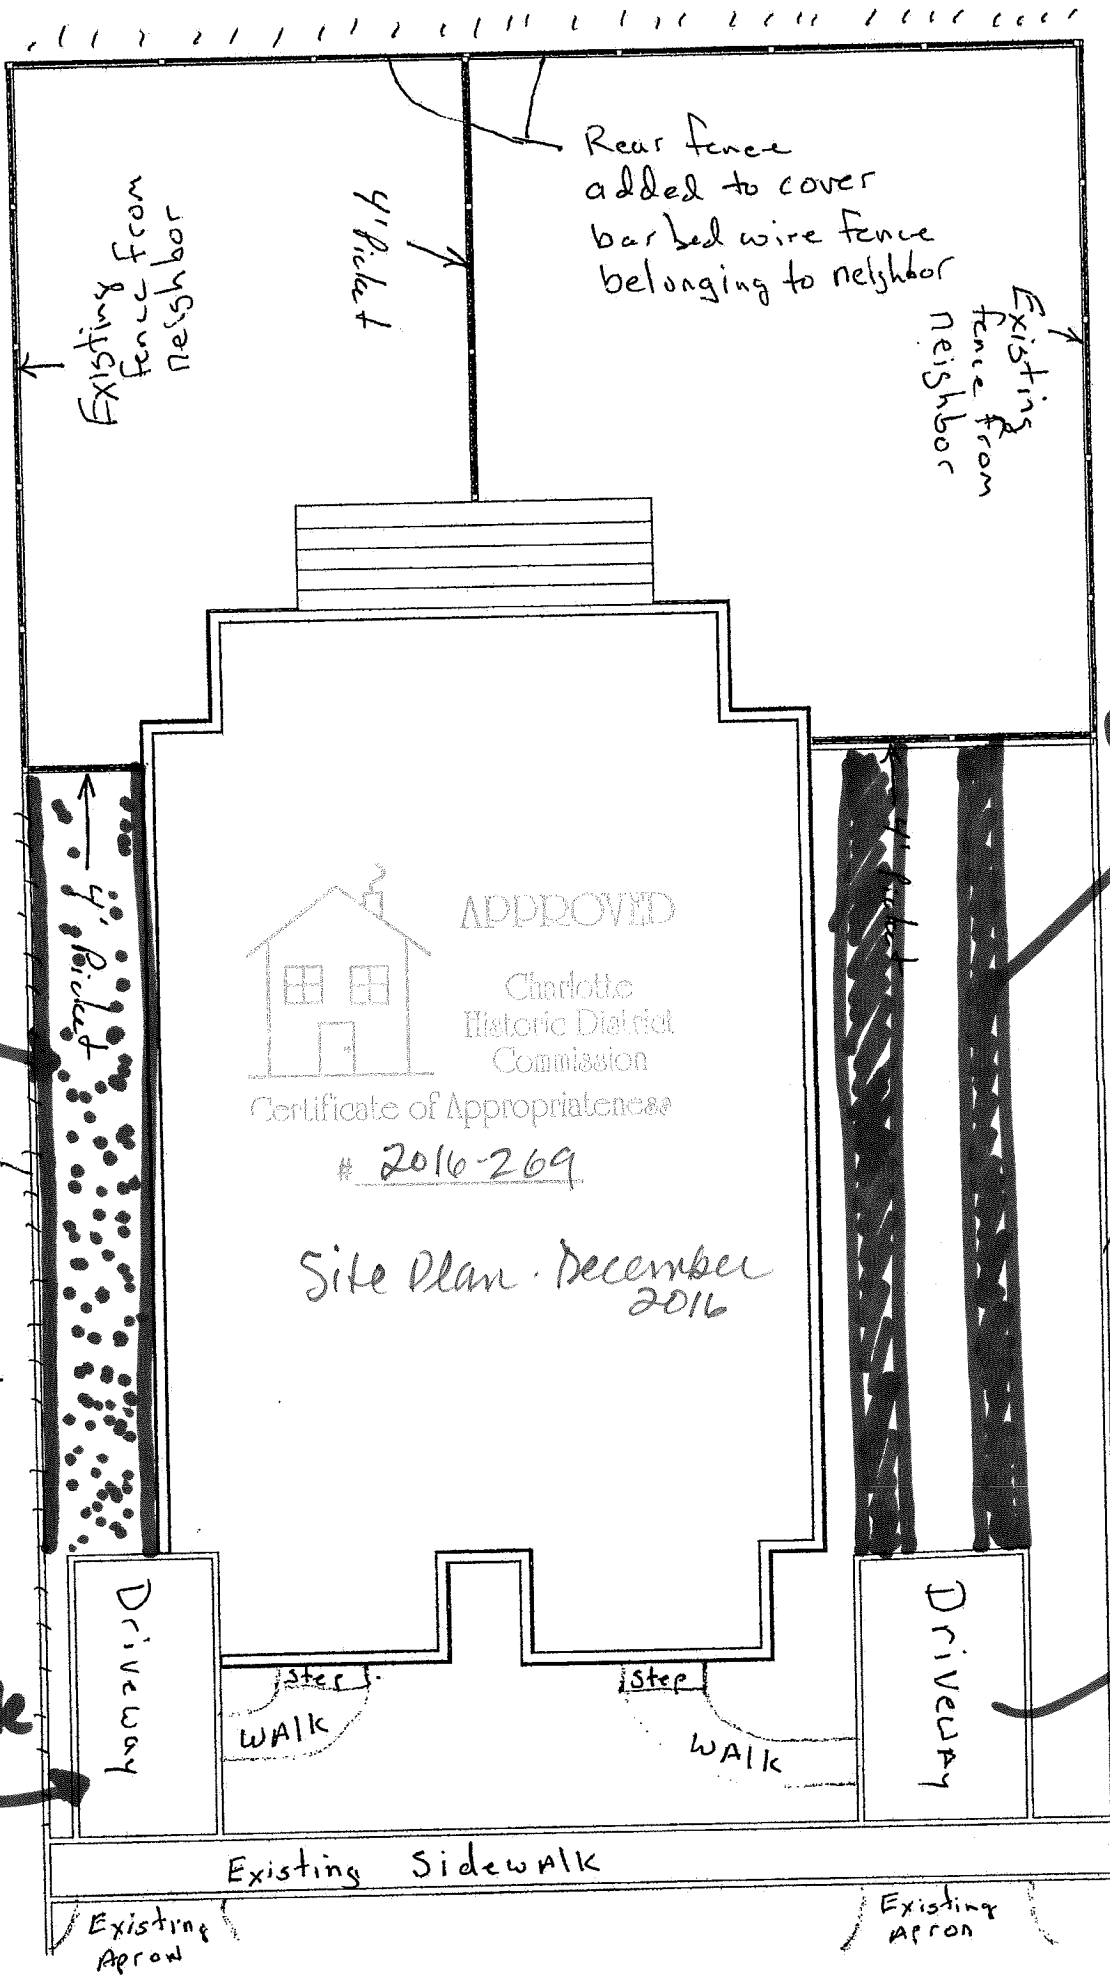 Rear fence
added to cover
barbed wire fence
belonging to neighbor
Existing
fence from
neighbor
4' Picket
Existing
fence from
neighbor
4' Picket
4' Picket
APPROVED
Charlotte
Historic District
Commission
Certificate of Appropriateness
# 2016-269
Site Plan - December
2016
Driveway
Step
WALK
Step
WALK
Driveway
Existing Sidewalk
Existing
Apron
Existing
Apron